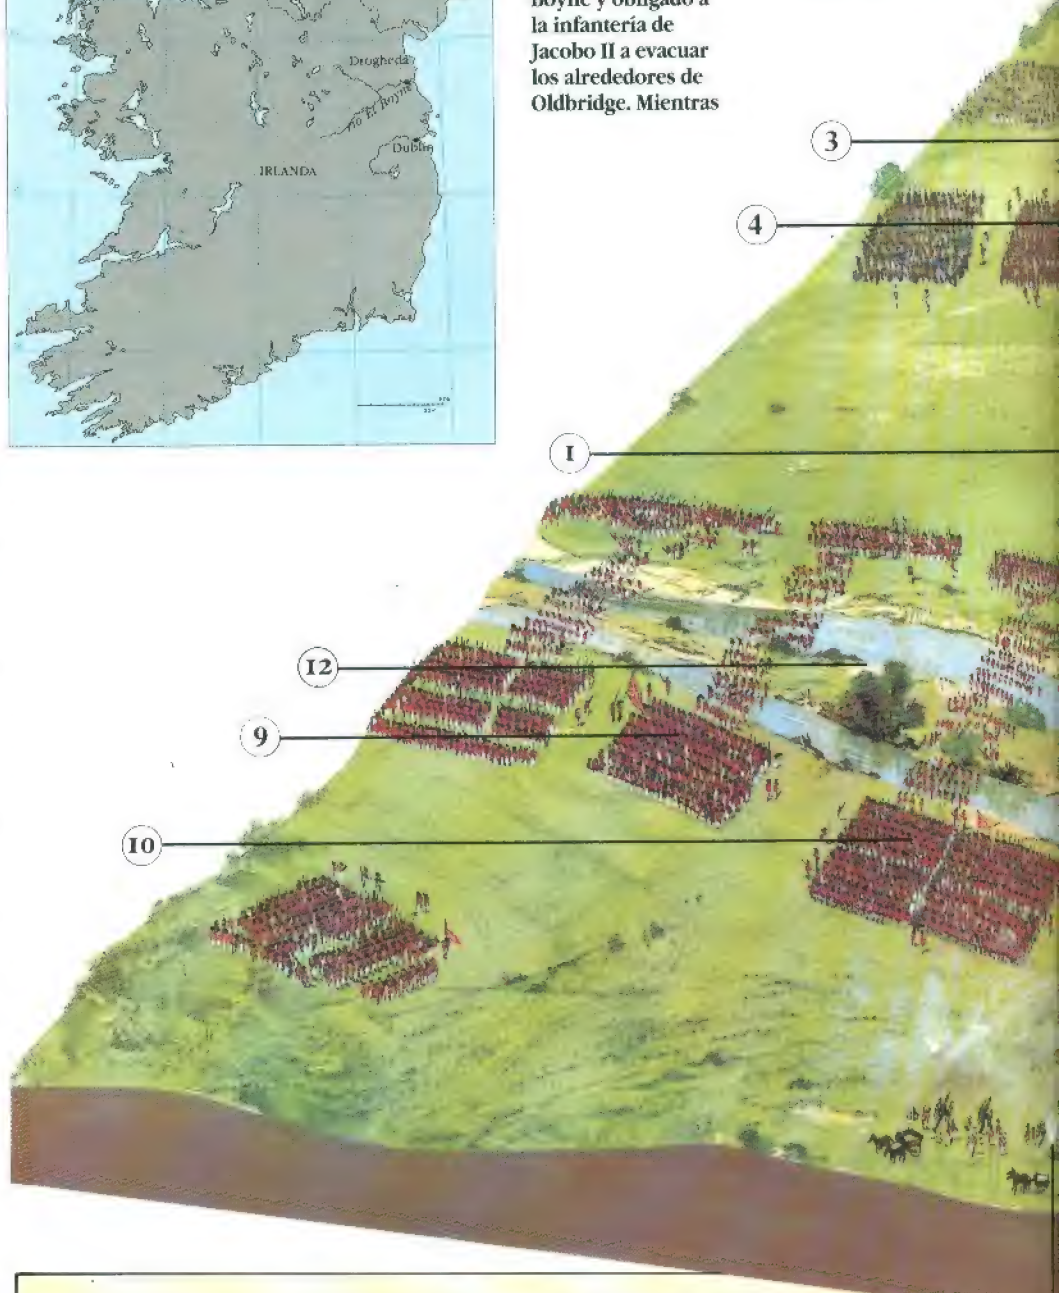 Boyne y obligado a
la infantería de
Jacobo II a evacuar
los alrededores de
Oldbridge. Mientras
Drogheda
río El Boyne
Dublín
IRLANDA
3
4
1
12
9
10